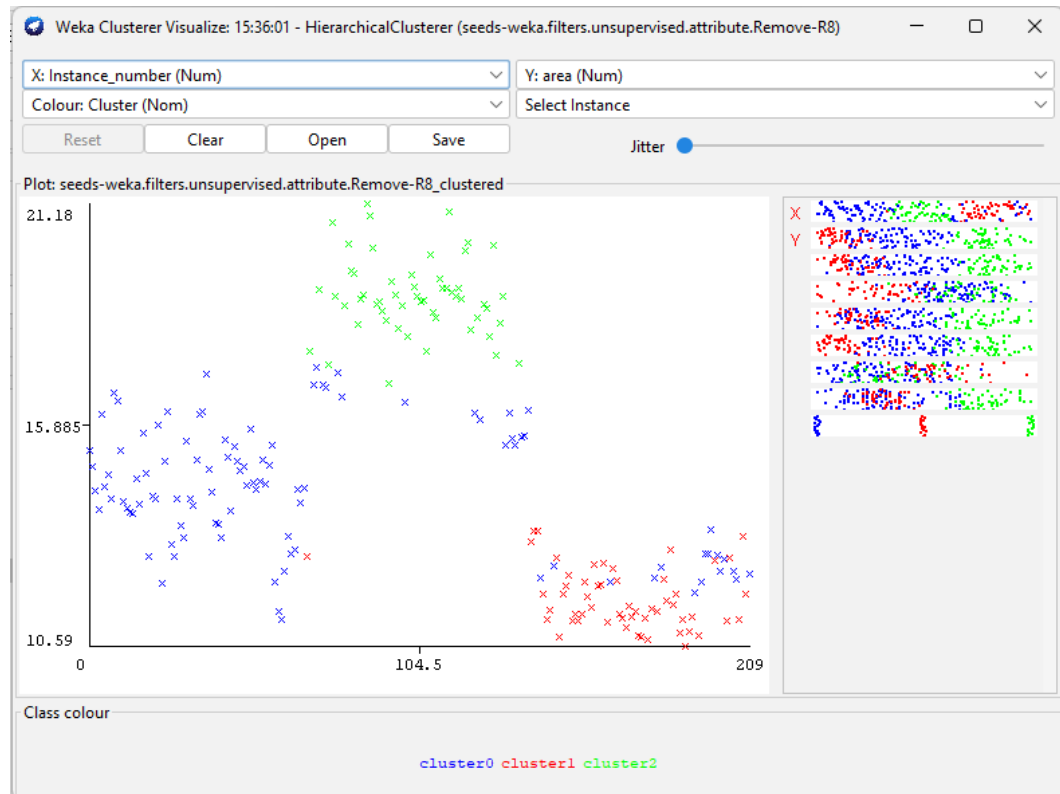 Weka Clusterer Visualize: 15:36:01 - HierarchicalClusterer (seeds-weka.filters.unsupervised.attribute.Remove-R8)
X: Instance_number (Num) Y: area (Num)
Colour: Cluster (Nom) Select Instance
Reset Clear Open Save Jitter
Plot: seeds-weka.filters.unsupervised.attribute.Remove-R8_clustered
21.18
X
Y
15.885
10.59
0 104.5 209
Class colour
cluster0 cluster1 cluster2